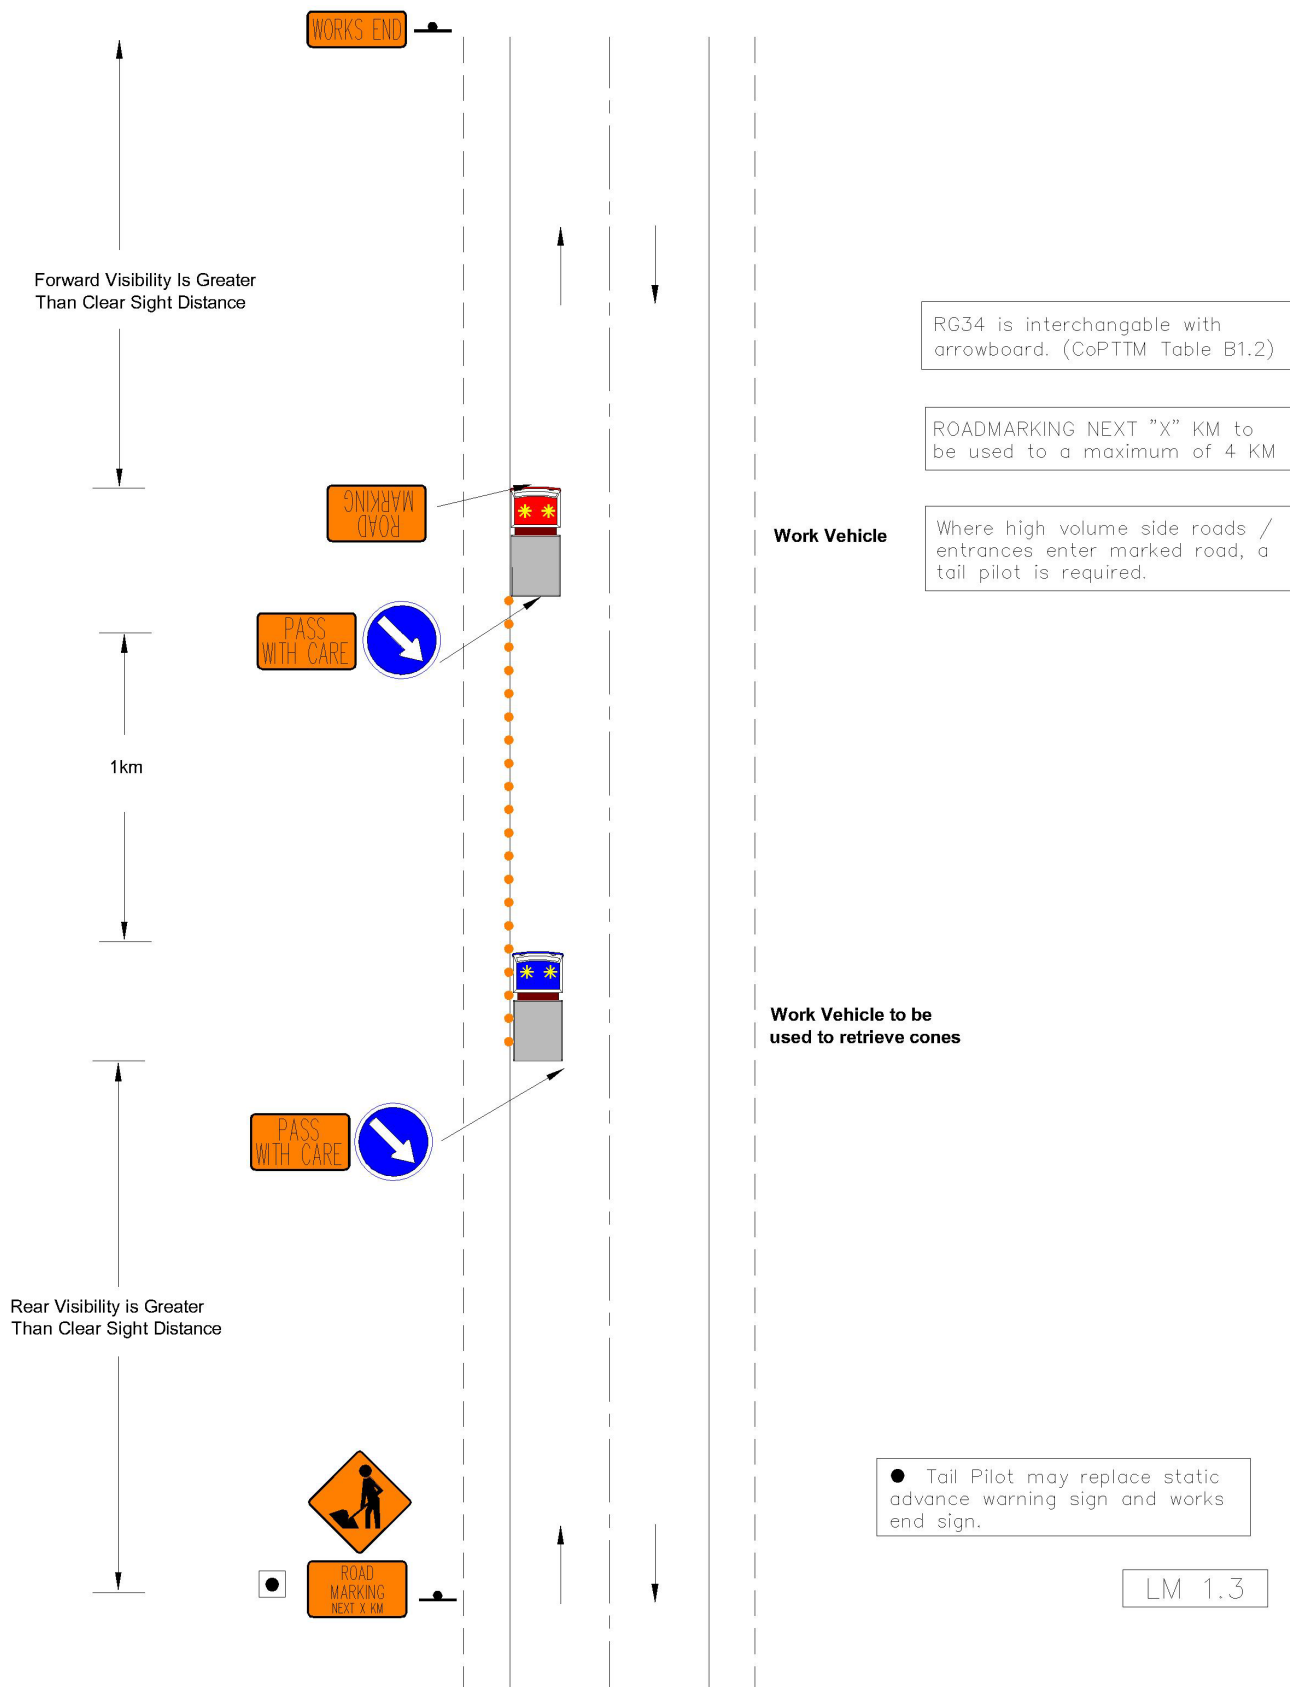 WORKS END
Forward Visibility Is Greater
Than Clear Sight Distance
RG34 is interchangable with
arrowboard. (CoPTTM Table B1.2)
ROADMARKING NEXT "X" KM to
be used to a maximum of 4 KM
ROAD
MARKING
Work Vehicle
Where high volume side roads /
entrances enter marked road, a
tail pilot is required.
PASS
WITH CARE
1km
Work Vehicle to be
used to retrieve cones
PASS
WITH CARE
Rear Visibility is Greater
Than Clear Sight Distance
● Tail Pilot may replace static
advance warning sign and works
end sign.
ROAD
MARKING
NEXT X KM
LM 1.3